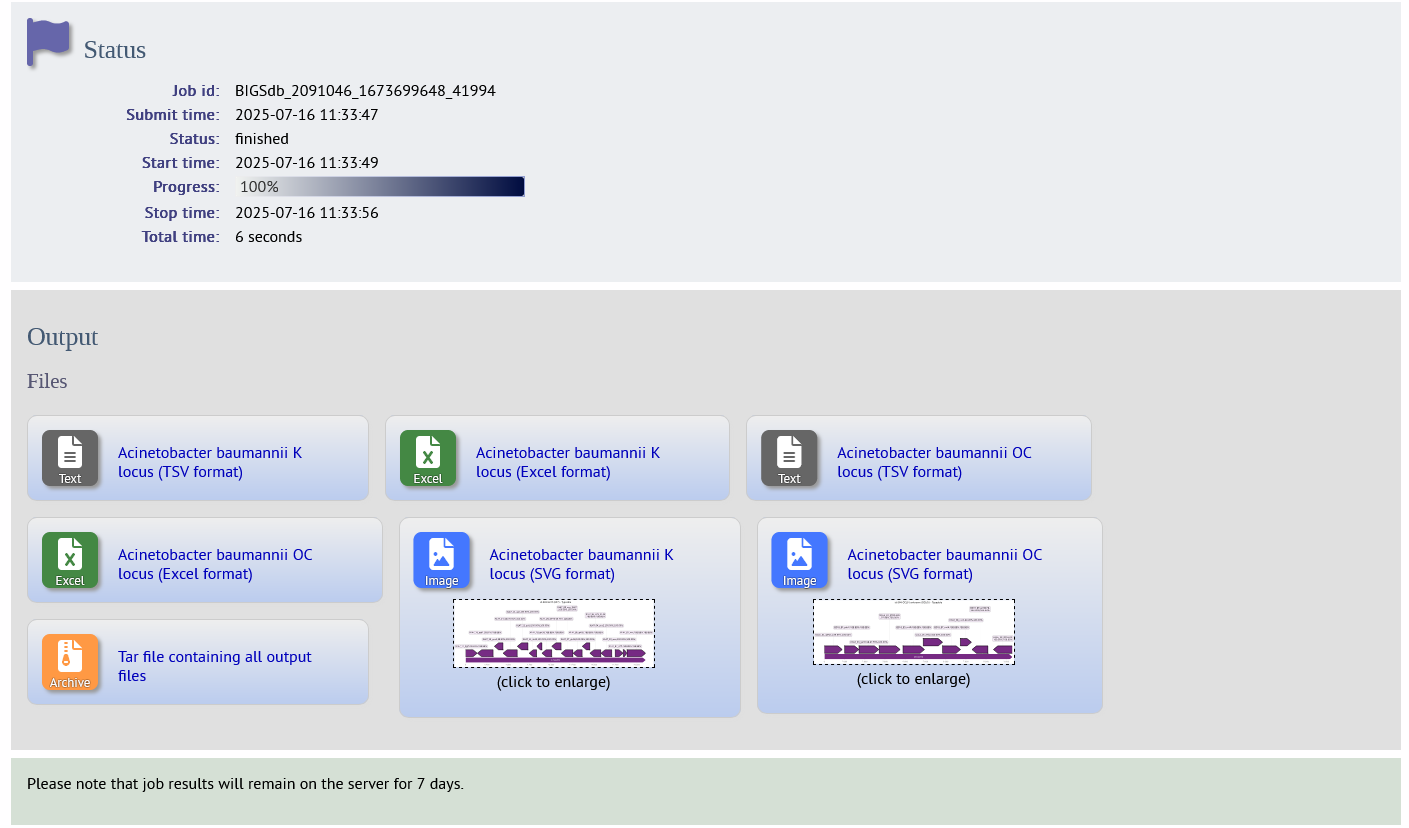 Status
Job id: BIGSdb_2091046_1673699648_41994
Submit time: 2025-07-16 11:33:47
Status: finished
Start time: 2025-07-16 11:33:49
Progress: 100%
Stop time: 2025-07-16 11:33:56
Total time: 6 seconds
Output
Files
Text
Acinetobacter baumannii K
locus (TSV format)
Excel
Acinetobacter baumannii K
locus (Excel format)
Text
Acinetobacter baumannii OC
locus (TSV format)
Excel
Acinetobacter baumannii OC
locus (Excel format)
Image
Acinetobacter baumannii K
locus (SVG format)
(click to enlarge)
Image
Acinetobacter baumannii OC
locus (SVG format)
(click to enlarge)
Archive
Tar file containing all output
files
Please note that job results will remain on the server for 7 days.